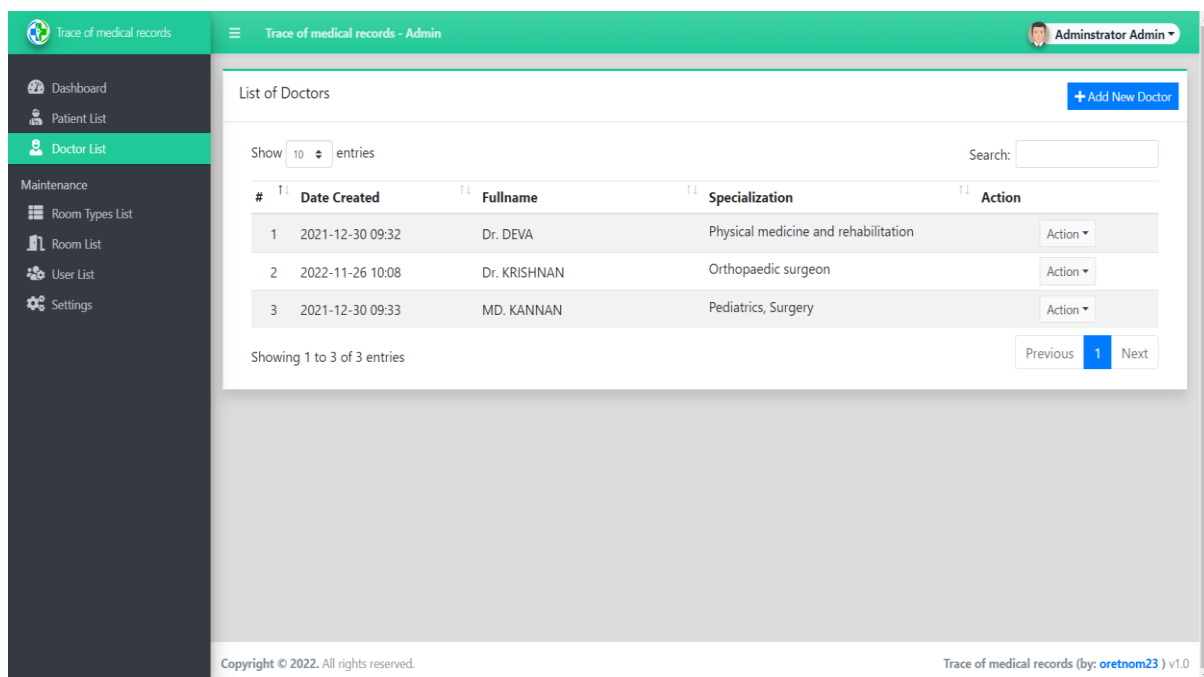 Trace of medical records
Trace of medical records - Admin
Adminstrator Admin
Dashboard
Patient List
Doctor List
Maintenance
Room Types List
Room List
User List
Settings
List of Doctors
Add New Doctor
Show 10 entries
Search:
# Date Created Fullname Specialization Action
1 2021-12-30 09:32 Dr. DEVA Physical medicine and rehabilitation Action
2 2022-11-26 10:08 Dr. KRISHNAN Orthopaedic surgeon Action
3 2021-12-30 09:33 MD. KANNAN Pediatrics, Surgery Action
Showing 1 to 3 of 3 entries
Previous 1 Next
Copyright © 2022. All rights reserved.
Trace of medical records (by: oretnom23 ) v1.0